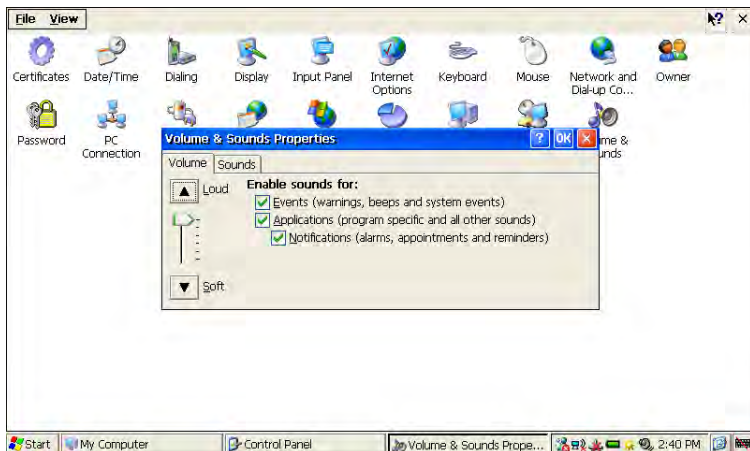 File View
Certificates Date/Time Dialing Display Input Panel Internet Options Keyboard Mouse Network and Dial-up Co... Owner
Password PC Connection
Volume & Sounds Properties ? OK
Volume Sounds
Loud
Enable sounds for:
Events (warnings, beeps and system events)
Applications (program specific and all other sounds)
Notifications (alarms, appointments and reminders)
Soft
Start My Computer Control Panel Volume & Sounds Prope... 2:40 PM